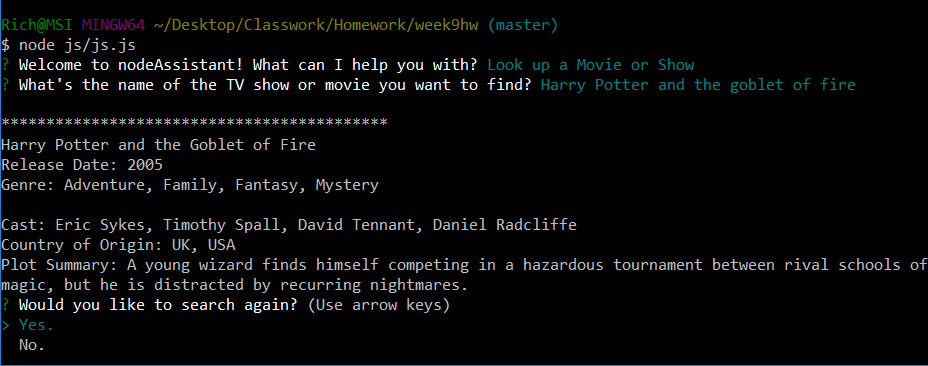 Rich@MSI MINGW64 ~/Desktop/Classwork/Homework/week9hw (master)
$ node js/js.js
? Welcome to nodeAssistant! What can I help you with? Look up a Movie or Show
? What's the name of the TV show or movie you want to find? Harry Potter and the goblet of fire
*******************************************
Harry Potter and the Goblet of Fire
Release Date: 2005
Genre: Adventure, Family, Fantasy, Mystery
Cast: Eric Sykes, Timothy Spall, David Tennant, Daniel Radcliffe
Country of Origin: UK, USA
Plot Summary: A young wizard finds himself competing in a hazardous tournament between rival schools of
magic, but he is distracted by recurring nightmares.
? Would you like to search again? (Use arrow keys)
> Yes.
No.